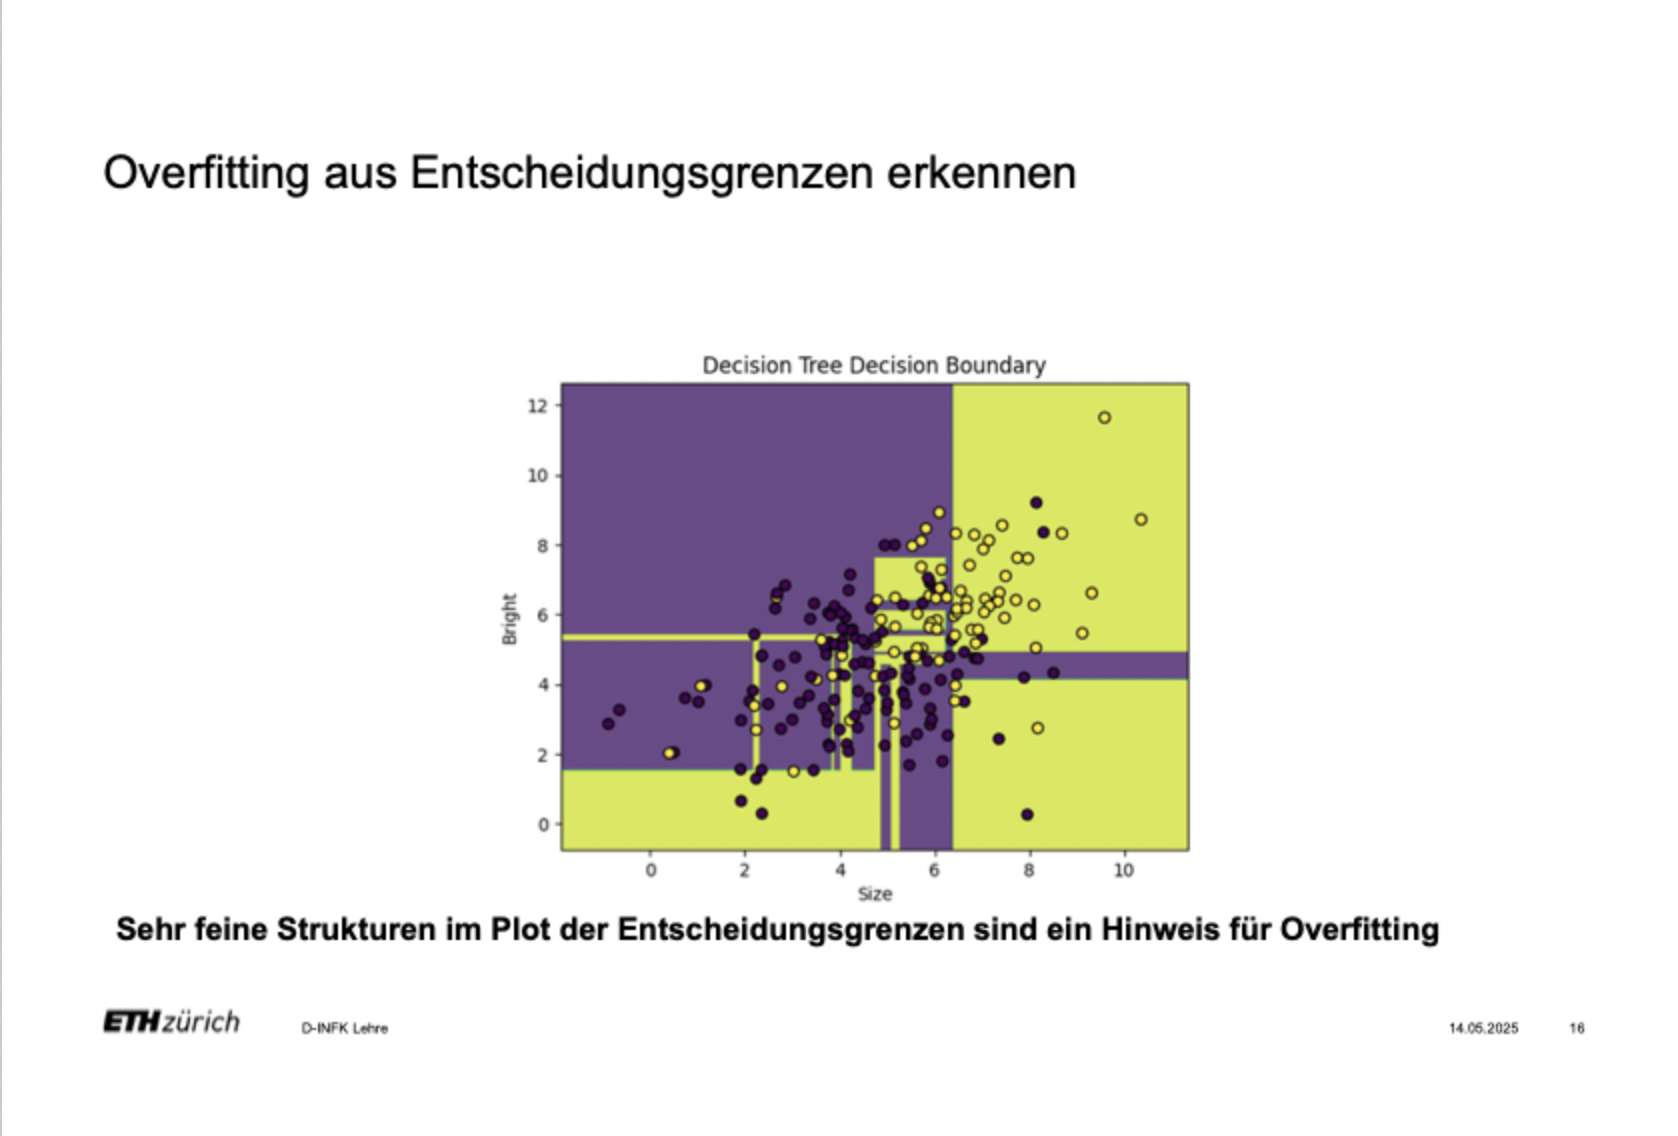 Overfitting aus Entscheidungsgrenzen erkennen
Decision Tree Decision Boundary
12
10
8
6
4
2
0
Bright
0 2 4 6 8 10
Size
Sehr feine Strukturen im Plot der Entscheidungsgrenzen sind ein Hinweis für Overfitting
ETH zürich D-INFK Lehre 14.05.2025 16